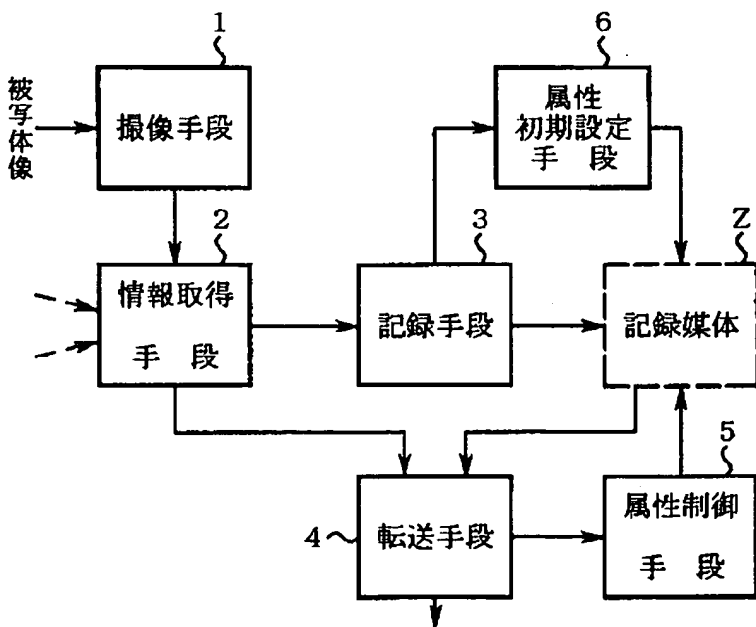 1
被写体像
撮像手段
6
属性
初期設定
手 段
2
情報取得
手 段
3
記録手段
Z
記録媒体
4
転送手段
5
属性制御
手 段